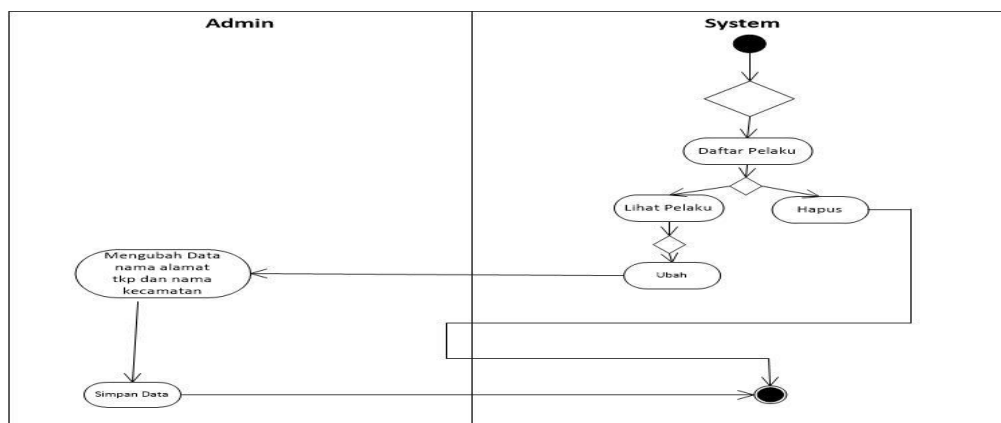 Admin
System
Daftar Pelaku
Lihat Pelaku
Hapus
Mengubah Data
nama alamat
tkp dan nama
kecamatan
Ubah
Simpan Data